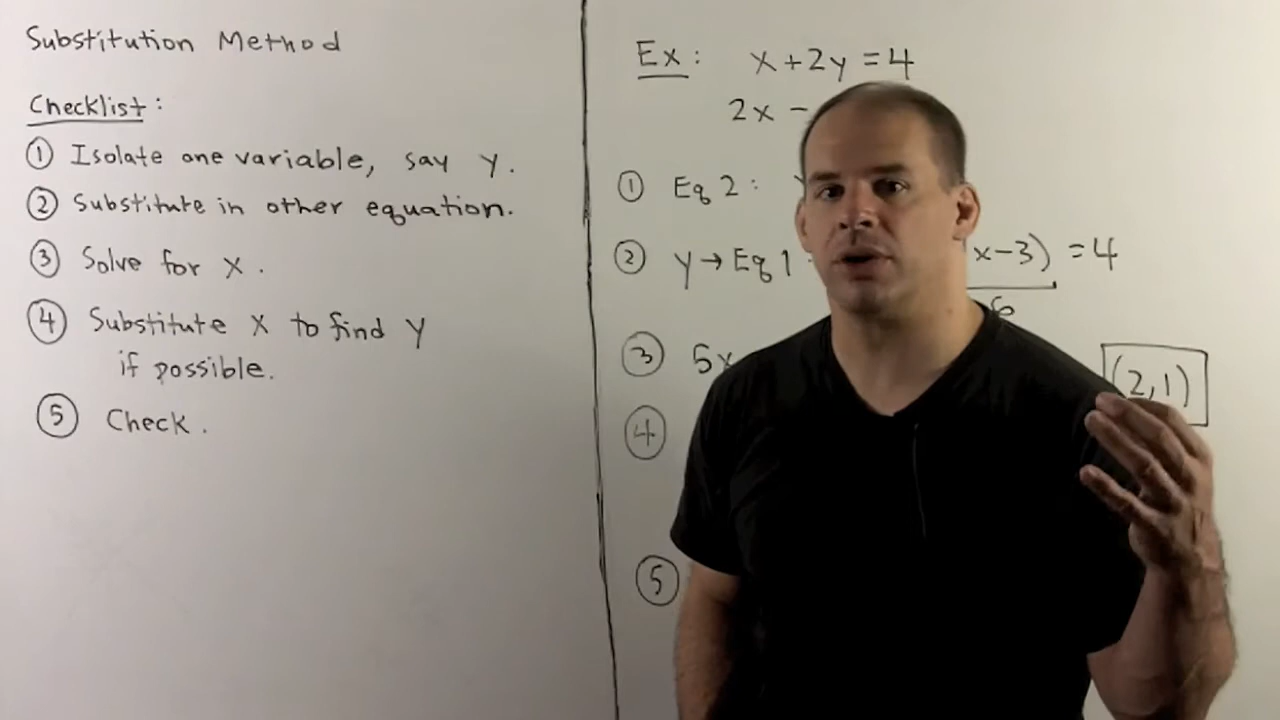 Substitution Method
Checklist:
① Isolate one variable, say y.
② Substitute in other equation.
③ Solve for x.
④ Substitute x to find y
if possible.
⑤ Check.
Ex: x+2y=4
2x -
① Eq 2:
② y→Eq 1 x-3) =4
③ 5x
(2,1)
④
⑤